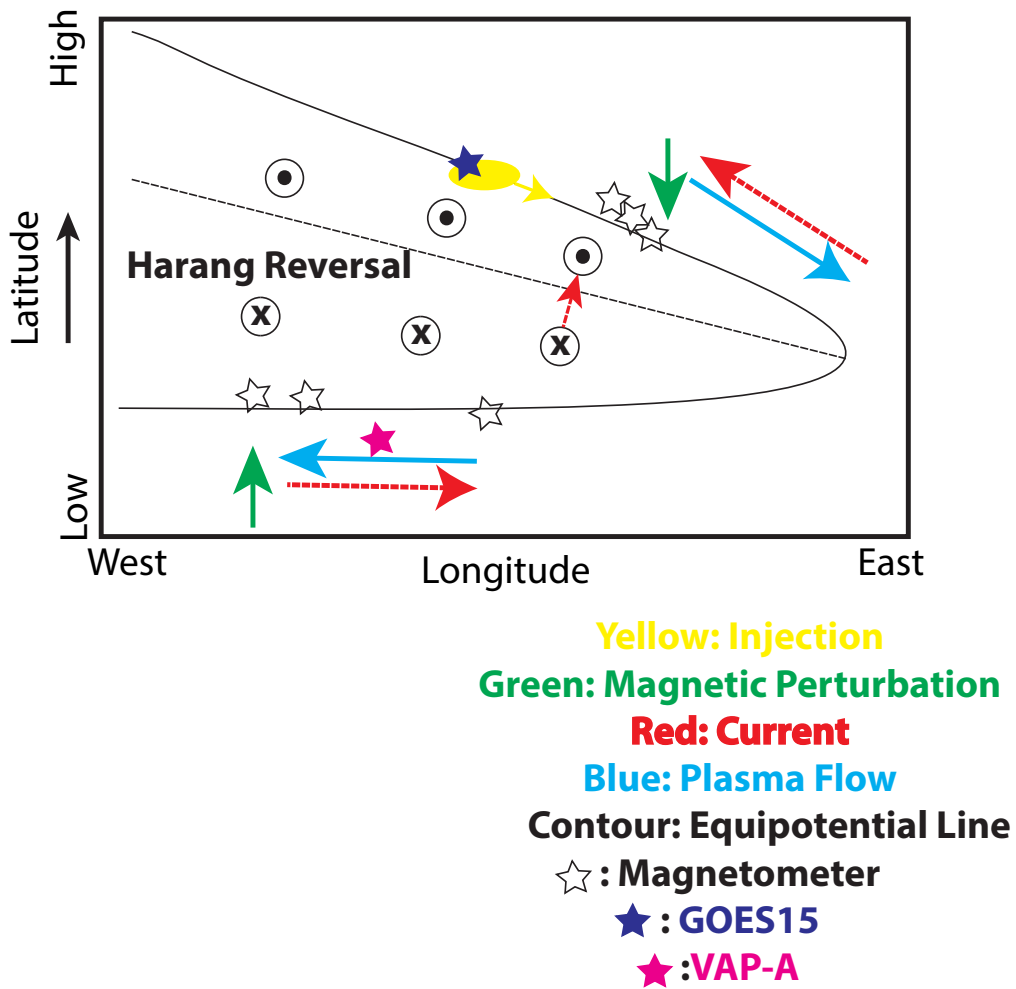 High
Latitude
Low
Harang Reversal
X
X
X
West
Longitude
East
Yellow: Injection
Green: Magnetic Perturbation
Red: Current
Blue: Plasma Flow
Contour: Equipotential Line
: Magnetometer
: GOES15
:VAP-A